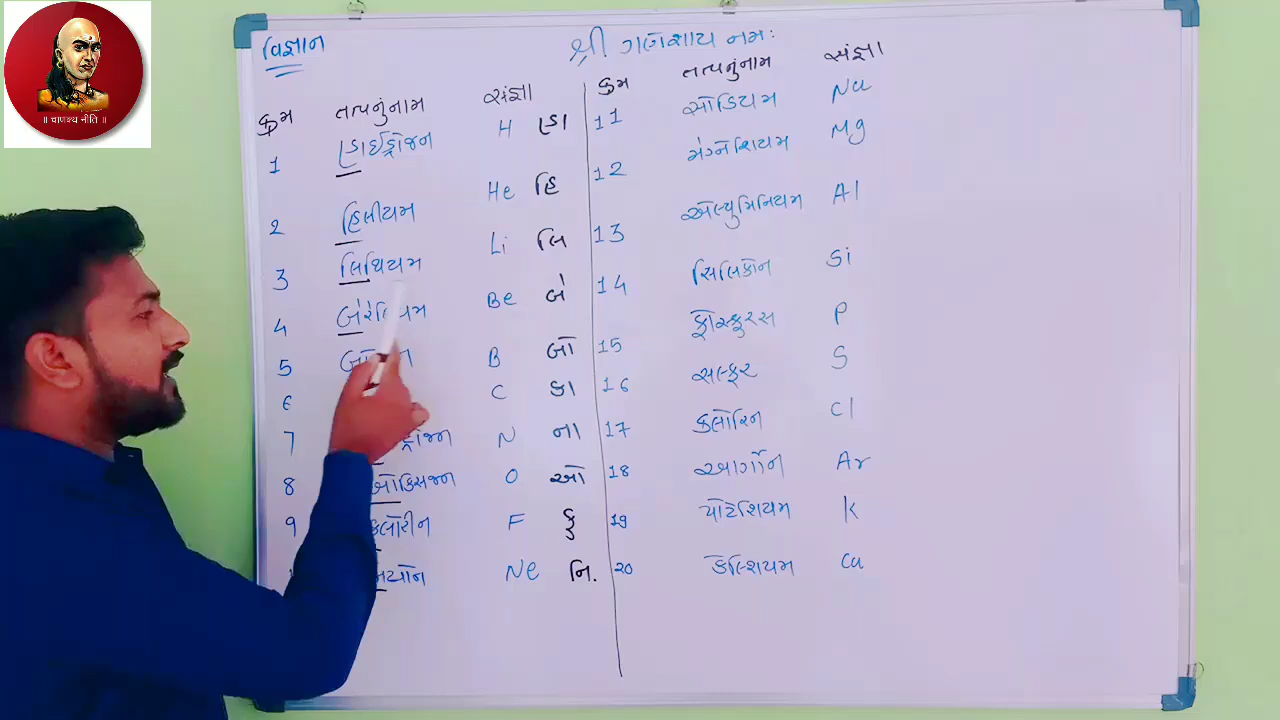 ॥ चाणक्य नीति ॥
વિજ્ઞાન
શ્રી ગણેશાય નમઃ
ક્રમ તત્વનુંનામ સંજ્ઞા
1 હાઈડ્રોજન H હા
2 હિલીયમ He હિ
3 લિથિયમ Li લિ
4 Be બે
5 B બો
6 C કા
7 N ના
8 ઓક્સિજન O ઓ
9 ફ્લોરીન F ફ્લુ
Ne નિ.
ક્રમ તત્વનુંનામ સંજ્ઞા
11 સોડિયમ Na
12 મેગ્નેશિયમ Mg
13 એલ્યુમિનિયમ Al
14 સિલિકોન Si
15 ફોસ્ફરસ P
16 સલ્ફર S
17 ક્લોરિન Cl
18 આર્ગોન Ar
19 પોટેશિયમ K
20 કેલ્શિયમ Ca